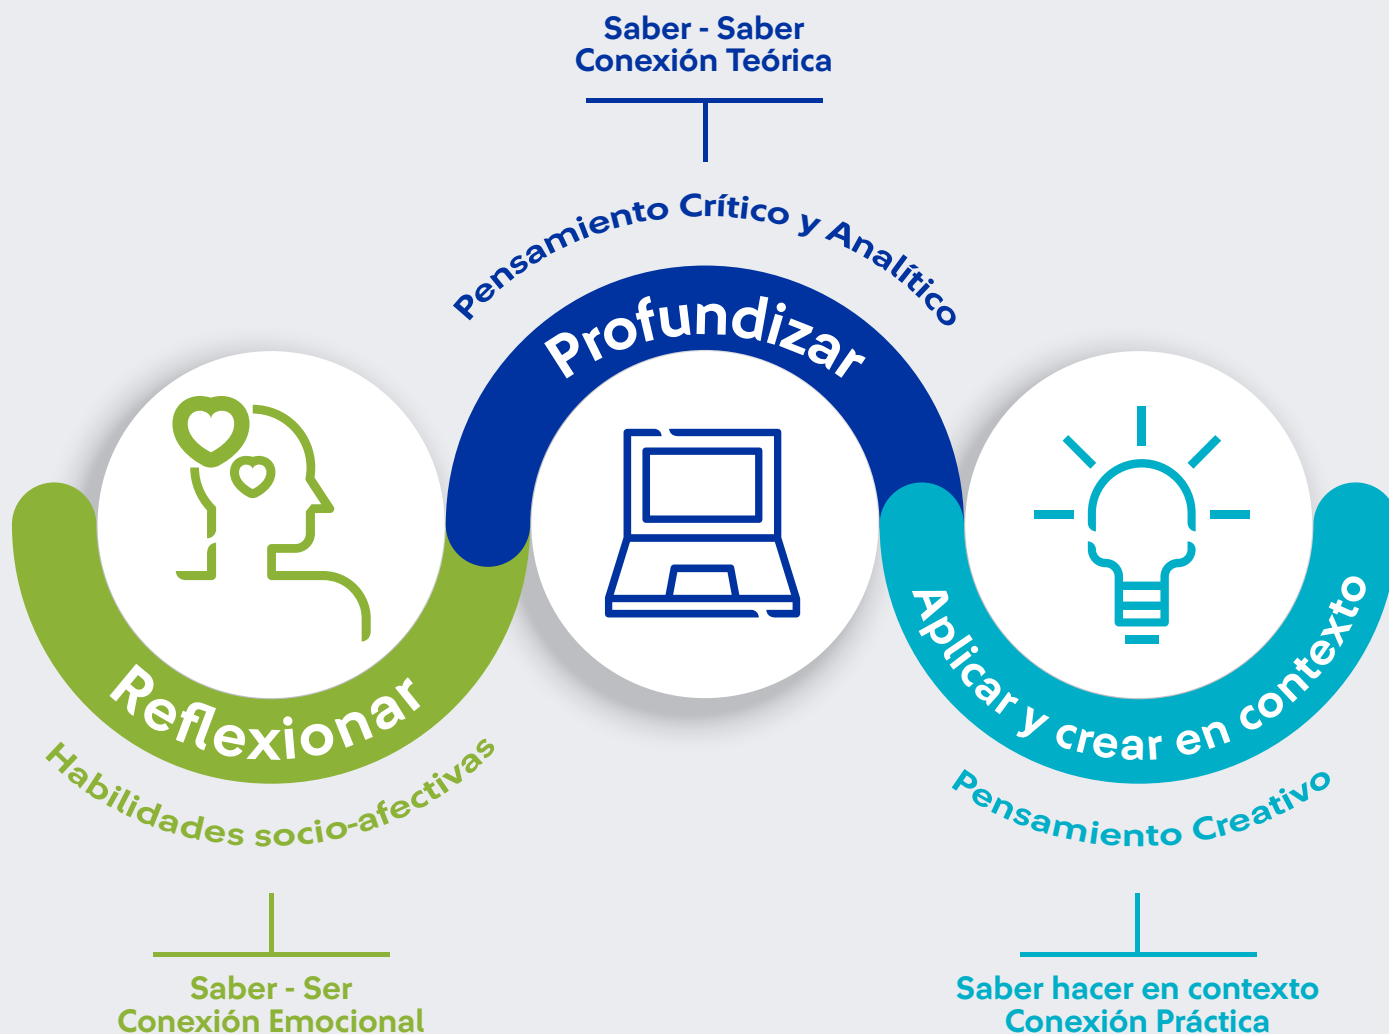 Saber - Saber
Conexión Teórica
Pensamiento Crítico y Analítico
Profundizar
Reflexionar
Habilidades socio-afectivas
Saber - Ser
Conexión Emocional
Aplicar y crear en contexto
Pensamiento Creativo
Saber hacer en contexto
Conexión Práctica